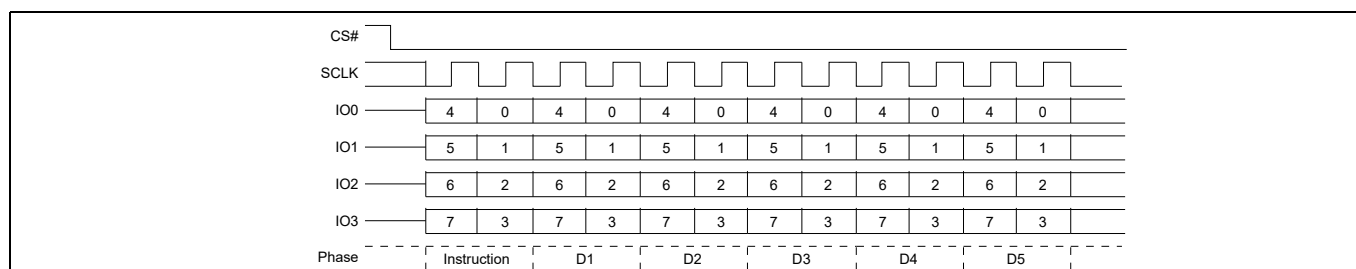 CS#
SCLK
IO0 4 0 4 0 4 0 4 0 4 0 4 0
IO1 5 1 5 1 5 1 5 1 5 1 5 1
IO2 6 2 6 2 6 2 6 2 6 2 6 2
IO3 7 3 7 3 7 3 7 3 7 3 7 3
Phase Instruction D1 D2 D3 D4 D5